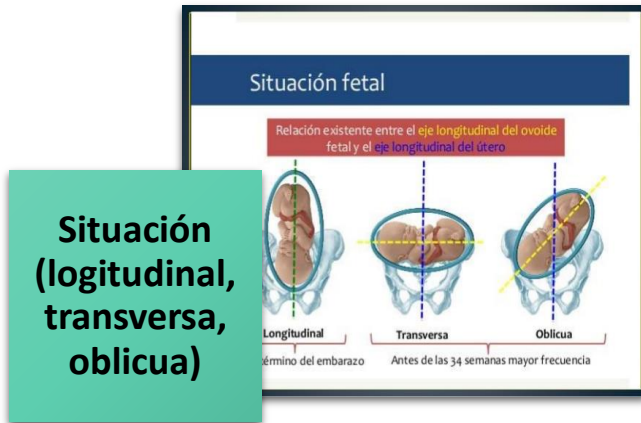 Situación fetal
Relación existente entre el eje longitudinal del ovoide
fetal y el eje longitudinal del útero
Situación
(logitudinal,
transversa,
oblicua)
Longitudinal
Transversa
Oblicua
término del embarazo
Antes de las 34 semanas mayor frecuencia